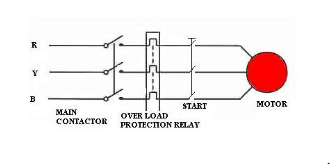 R
Y
B
MAIN
CONTACTOR
OVER LOAD
PROTECTION RELAY
START
MOTOR